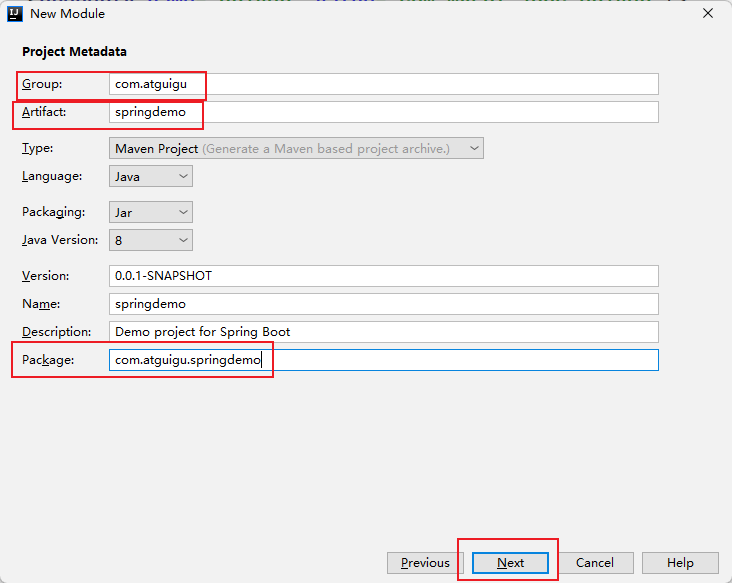 New Module
Project Metadata
Group: com.atguigu
Artifact: springdemo
Type: Maven Project (Generate a Maven based project archive.)
Language: Java
Packaging: Jar
Java Version: 8
Version: 0.0.1-SNAPSHOT
Name: springdemo
Description: Demo project for Spring Boot
Package: com.atguigu.springdemo
Previous Next Cancel Help